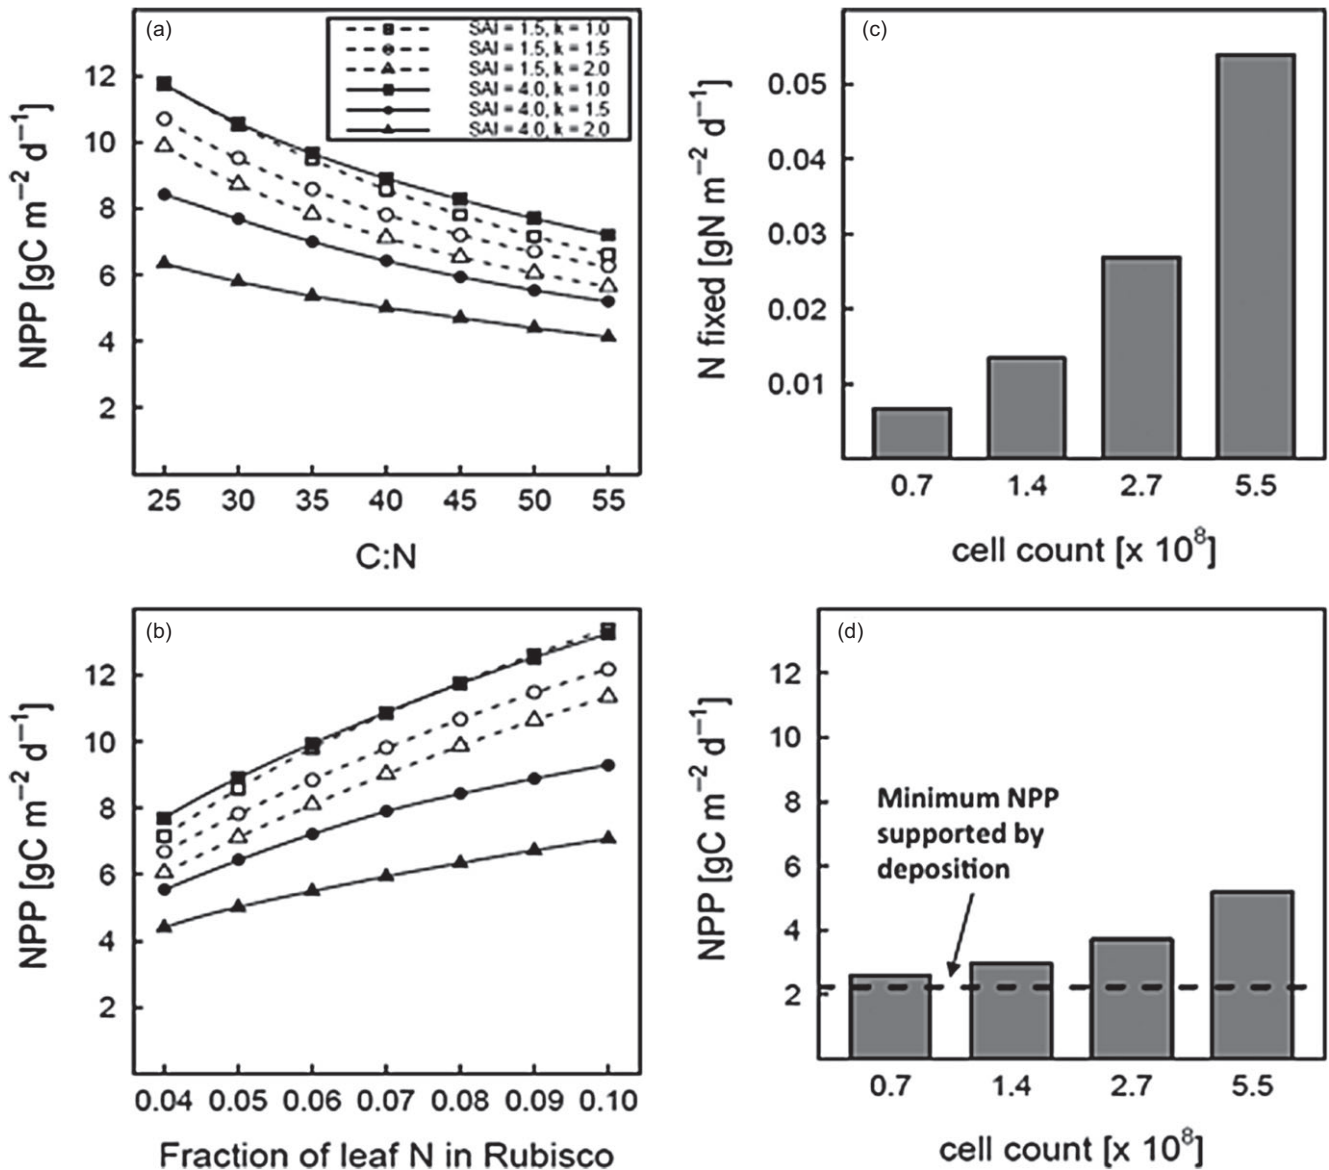 (a)
SAI = 1.5, k = 1.0
SAI = 1.5, k = 1.5
SAI = 1.5, k = 2.0
SAI = 4.0, k = 1.0
SAI = 4.0, k = 1.5
SAI = 4.0, k = 2.0
NPP [gC m⁻² d⁻¹]
12
10
8
6
4
2
25 30 35 40 45 50 55
C:N
(c)
N fixed [gN m⁻² d⁻¹]
0.05
0.04
0.03
0.02
0.01
0.7 1.4 2.7 5.5
cell count [x 10⁸]
(b)
NPP [gC m⁻² d⁻¹]
12
10
8
6
4
2
0.04 0.05 0.06 0.07 0.08 0.09 0.10
Fraction of leaf N in Rubisco
(d)
NPP [gC m⁻² d⁻¹]
12
10
8
6
4
2
Minimum NPP
supported by
deposition
0.7 1.4 2.7 5.5
cell count [x 10⁸]